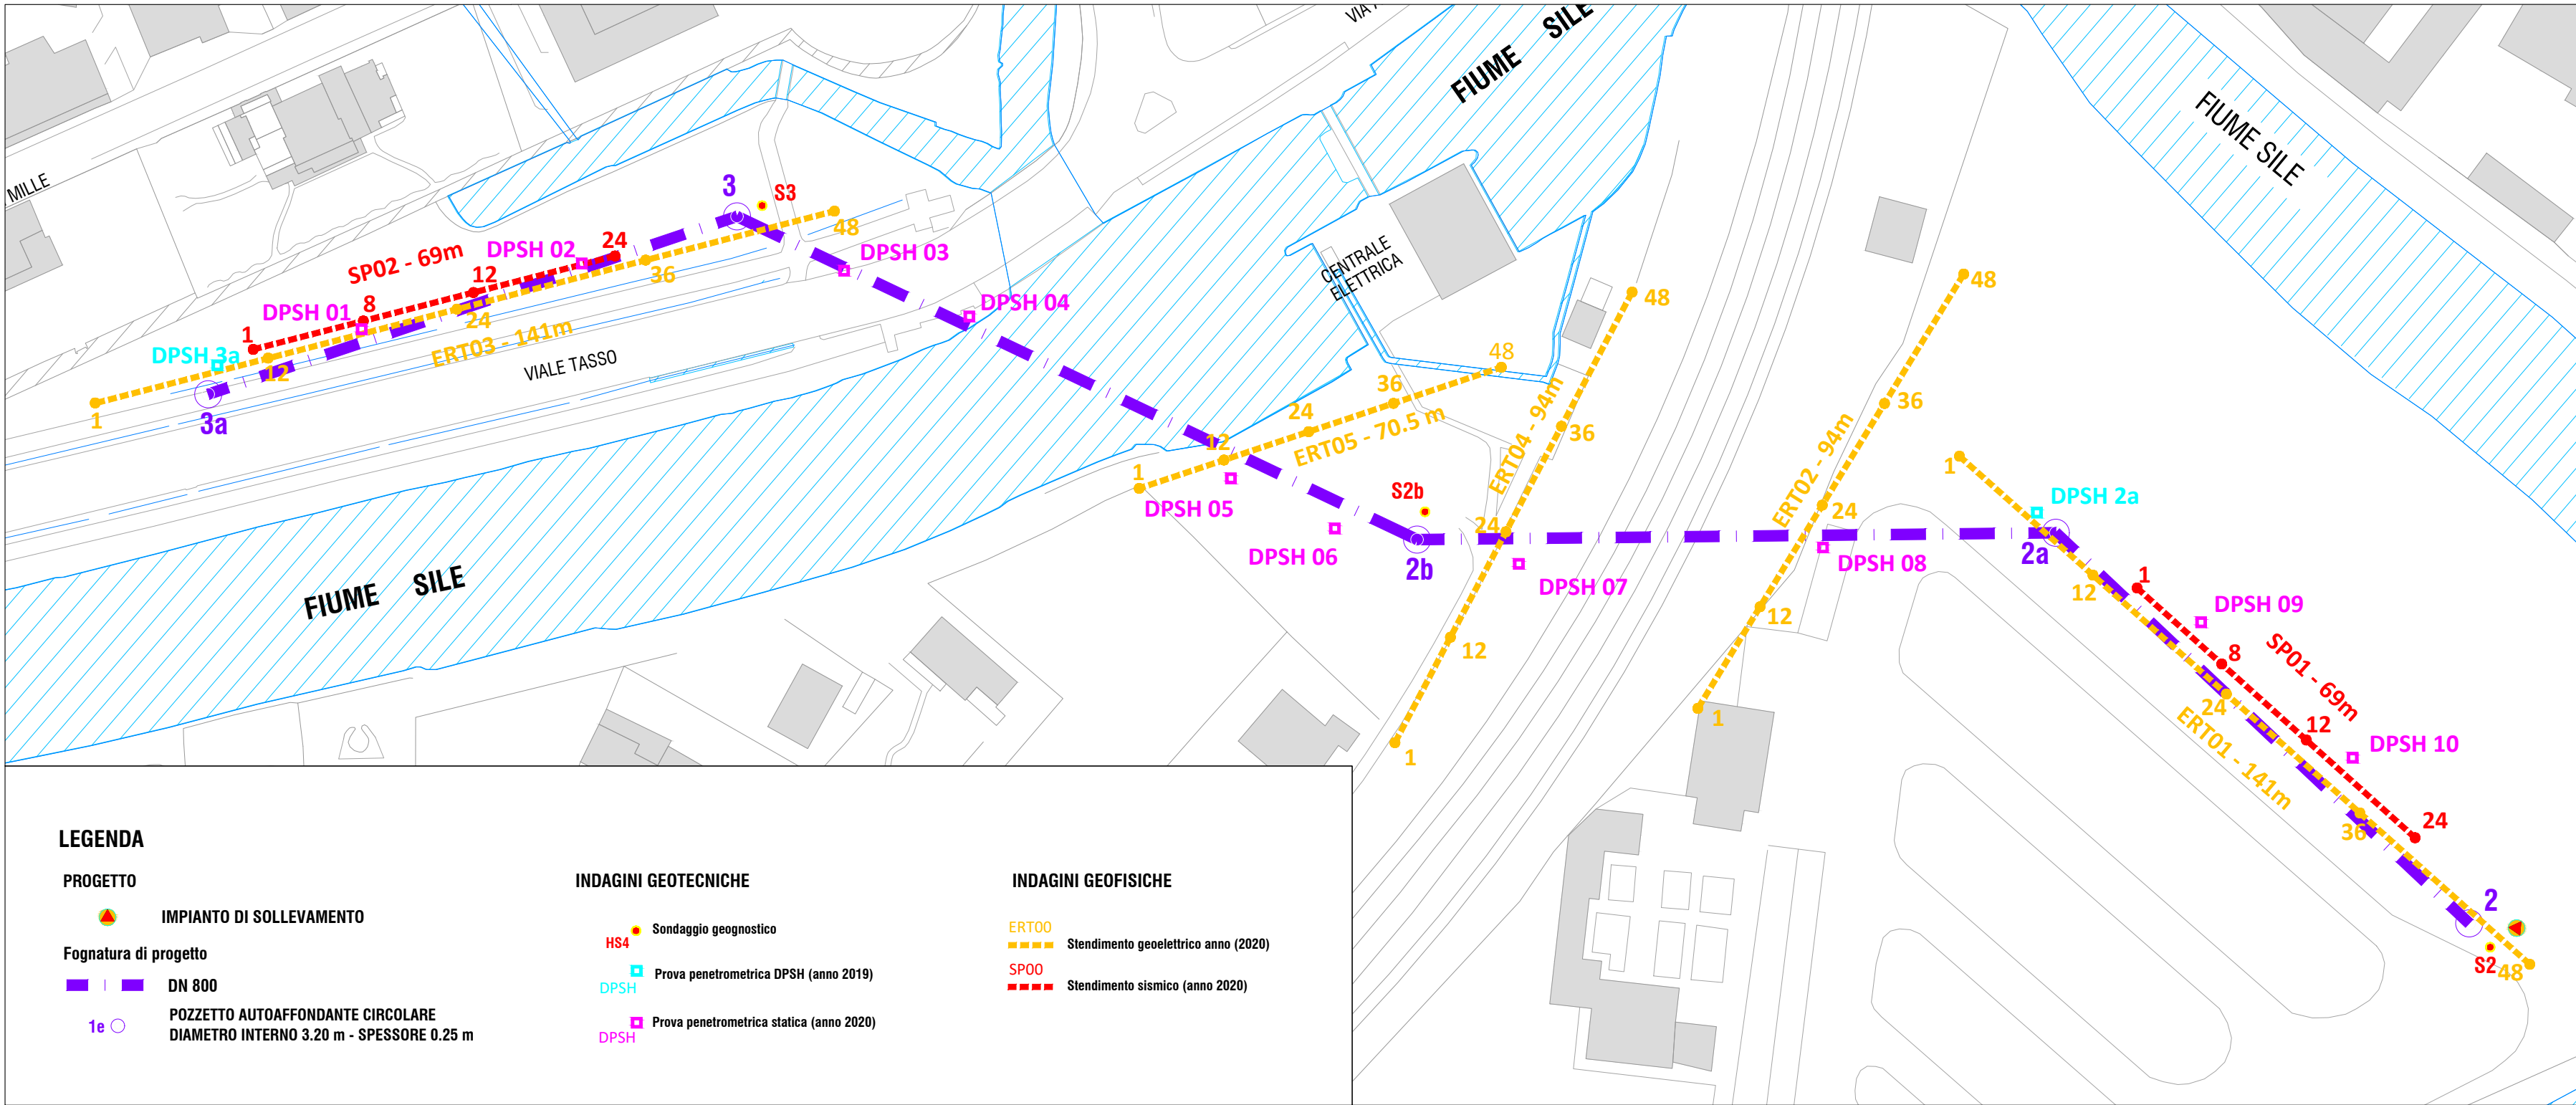 MILLE
VIA
FIUME SILE
FIUME SILE
3
S3
48
DPSH 02
24
SP02 - 69m
12
36
DPSH 03
DPSH 01
8
24
DPSH 04
1
DPSH 3a
12
ERT03 - 141m
VIALE TASSO
1
3a
FIUME SILE
CENTRALE
ELETTRICA
48
36
24
12
1
ERT05 - 70.5 m
DPSH 05
DPSH 06
S2b
2b
48
36
ERT04 - 94m
24
12
1
DPSH 07
48
36
ERT02 - 94m
24
12
1
DPSH 08
1
DPSH 2a
2a
12
1
DPSH 09
8
SP01 - 69m
24
12
DPSH 10
ERT01 - 141m
36
24
2
S2
48
LEGENDA
PROGETTO
IMPIANTO DI SOLLEVAMENTO
Fognatura di progetto
DN 800
1e
POZZETTO AUTOAFFONDANTE CIRCOLARE
DIAMETRO INTERNO 3.20 m - SPESSORE 0.25 m
INDAGINI GEOTECNICHE
Sondaggio geognostico
HS4
Prova penetrometrica DPSH (anno 2019)
DPSH
Prova penetrometrica statica (anno 2020)
DPSH
INDAGINI GEOFISICHE
ERT00
Stendimento geoelettrico anno (2020)
SP00
Stendimento sismico (anno 2020)